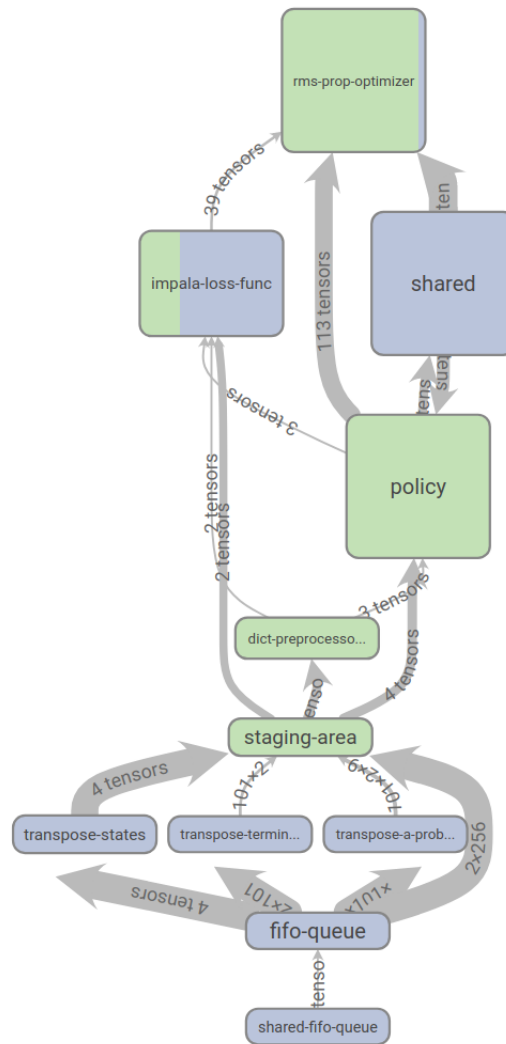 rms-prop-optimizer
39 tensors
ten
impala-loss-func
shared
113 tensors
tens
tens
3 tensors
policy
2 tensors
2 tensors
3 tensors
dict-preprocesso...
4 tensors
enso
staging-area
4 tensors
101×2
101×2×9
transpose-states
transpose-termin...
transpose-a-prob...
2×256
4 tensors
fifo-queue
tenso
shared-fifo-queue